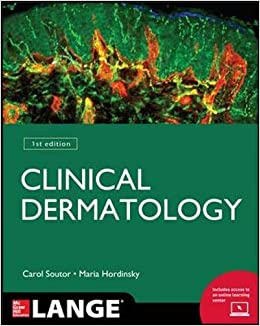 1st edition
CLINICAL
DERMATOLOGY
Carol Soutor • Maria Hordinsky
Mc
Graw
Hill
Education
LANGE®
Includes access to
an online learning
center